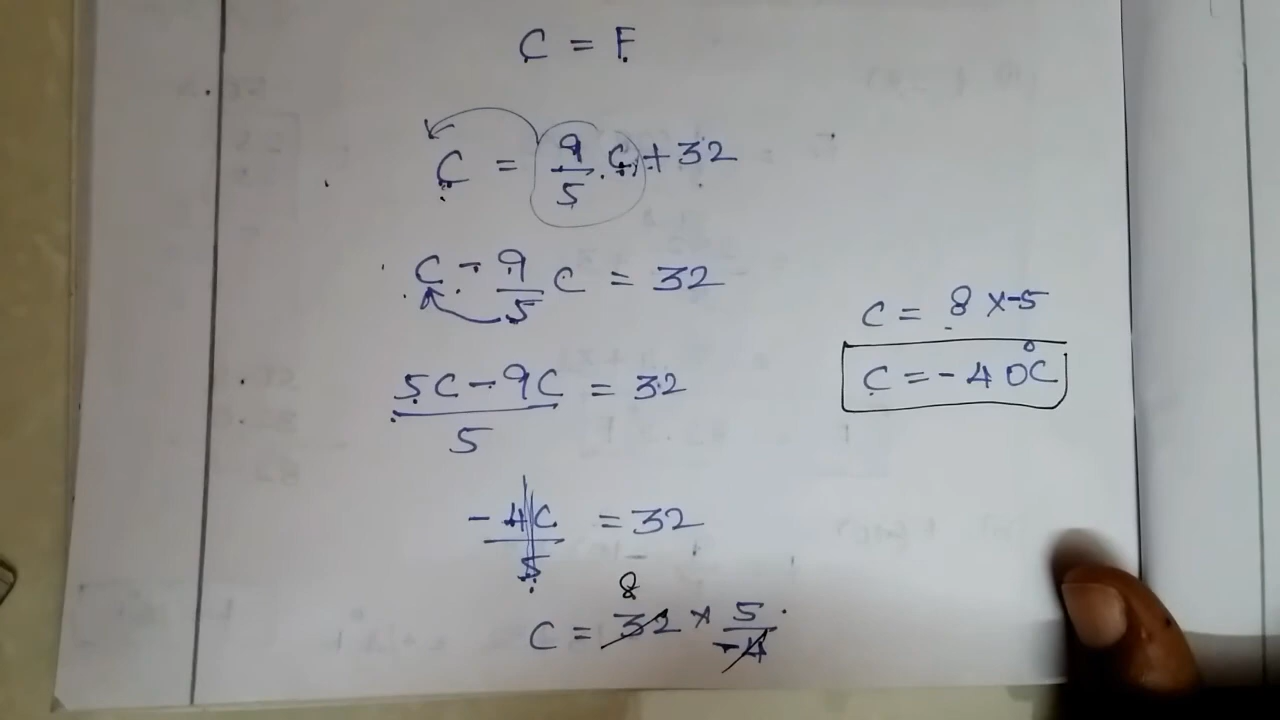 C = F
C = 9/5 . C + 32
C - 9/5 C = 32
5C - 9C / 5 = 32
-4C / 5 = 32
8
C = 32 × 5/-4
C = 8 × -5
C = -40°C